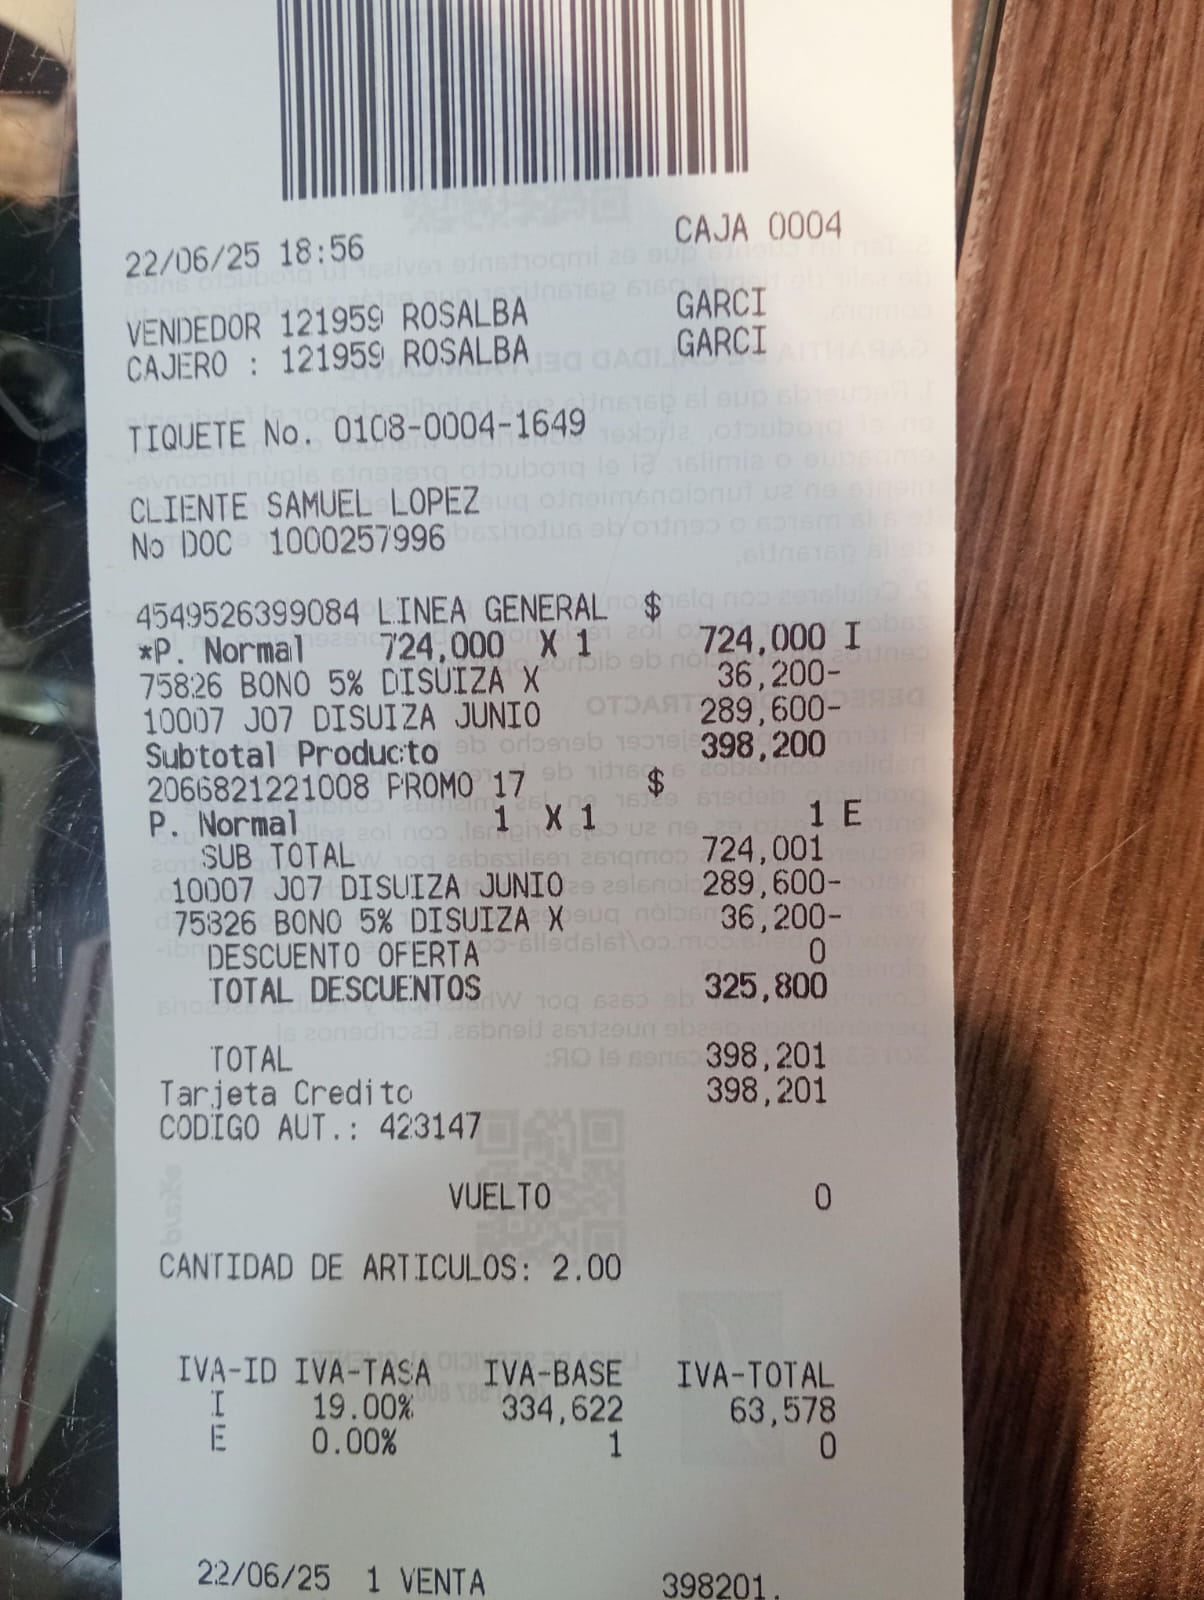 22/06/25 18:56 CAJA 0004
VENDEDOR 121959 ROSALBA GARCI
CAJERO : 121959 ROSALBA GARCI
TIQUETE No. 0108-0004-1649
CLIENTE SAMUEL LOPEZ
No DOC 1000257996
4549526399084 LINEA GENERAL $
*P. Normal 724,000 X 1 724,000 I
75826 BONO 5% DISUIZA X 36,200-
10007 J07 DISUIZA JUNIO 289,600-
Subtotal Producto 398,200
2066821221008 PROMO 17 $
P. Normal 1 X 1 1 E
SUB TOTAL 724,001
10007 J07 DISUIZA JUNIO 289,600-
75826 BONO 5% DISUIZA X 36,200-
DESCUENTO OFERTA 0
TOTAL DESCUENTOS 325,800
TOTAL 398,201
Tarjeta Credito 398,201
CODIGO AUT.: 423147
VUELTO 0
CANTIDAD DE ARTICULOS: 2.00
IVA-ID IVA-TASA IVA-BASE IVA-TOTAL
I 19.00% 334,622 63,578
E 0.00% 1 0
22/06/25 1 VENTA 398201.